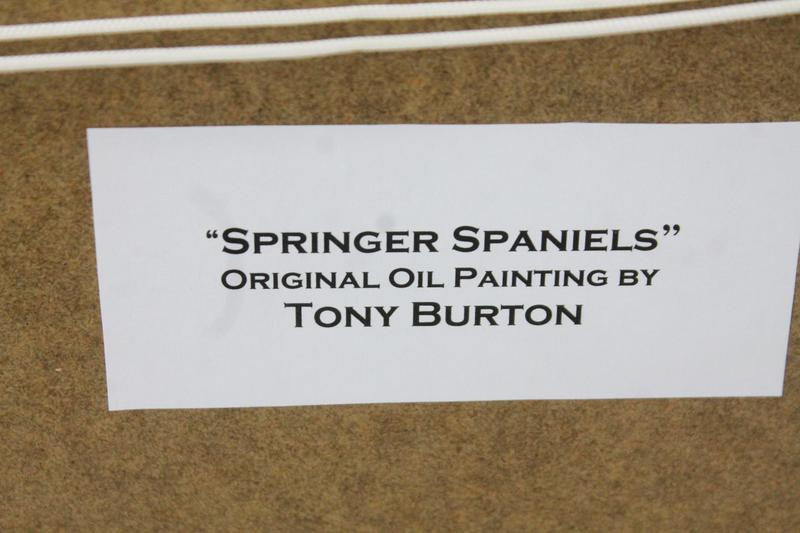 “Springer Spaniels”
Original Oil Painting by
Tony Burton